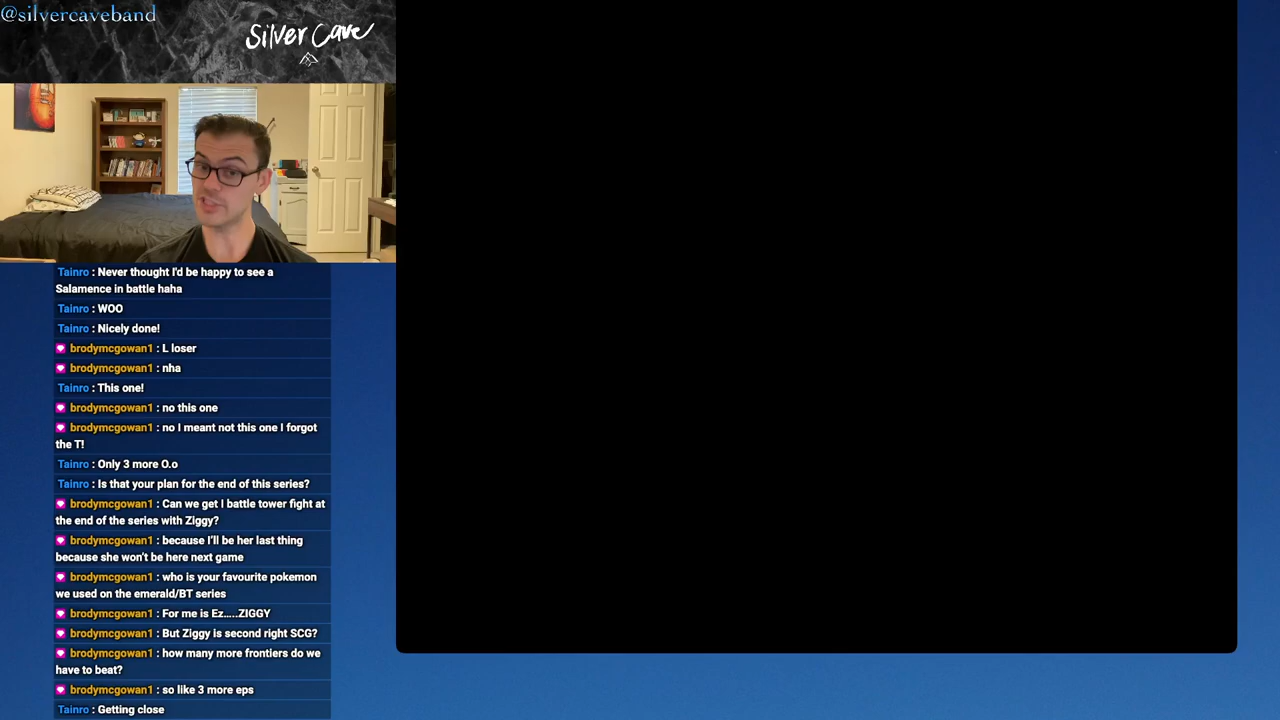 @silvercaveband
Silver Cave
Tainro : Never thought I'd be happy to see a
Salamence in battle haha
Tainro : WOO
Tainro : Nicely done!
brodymcgowan1 : L loser
brodymcgowan1 : nha
Tainro : This one!
brodymcgowan1 : no this one
brodymcgowan1 : no I meant not this one I forgot
the T!
Tainro : Only 3 more O.o
Tainro : Is that your plan for the end of this series?
brodymcgowan1 : Can we get I battle tower fight at
the end of the series with Ziggy?
brodymcgowan1 : because I'll be her last thing
because she won't be here next game
brodymcgowan1 : who is your favourite pokemon
we used on the emerald/BT series
brodymcgowan1 : For me is Ez.....ZIGGY
brodymcgowan1 : But Ziggy is second right SCG?
brodymcgowan1 : how many more frontiers do we
have to beat?
brodymcgowan1 : so like 3 more eps
Tainro : Getting close